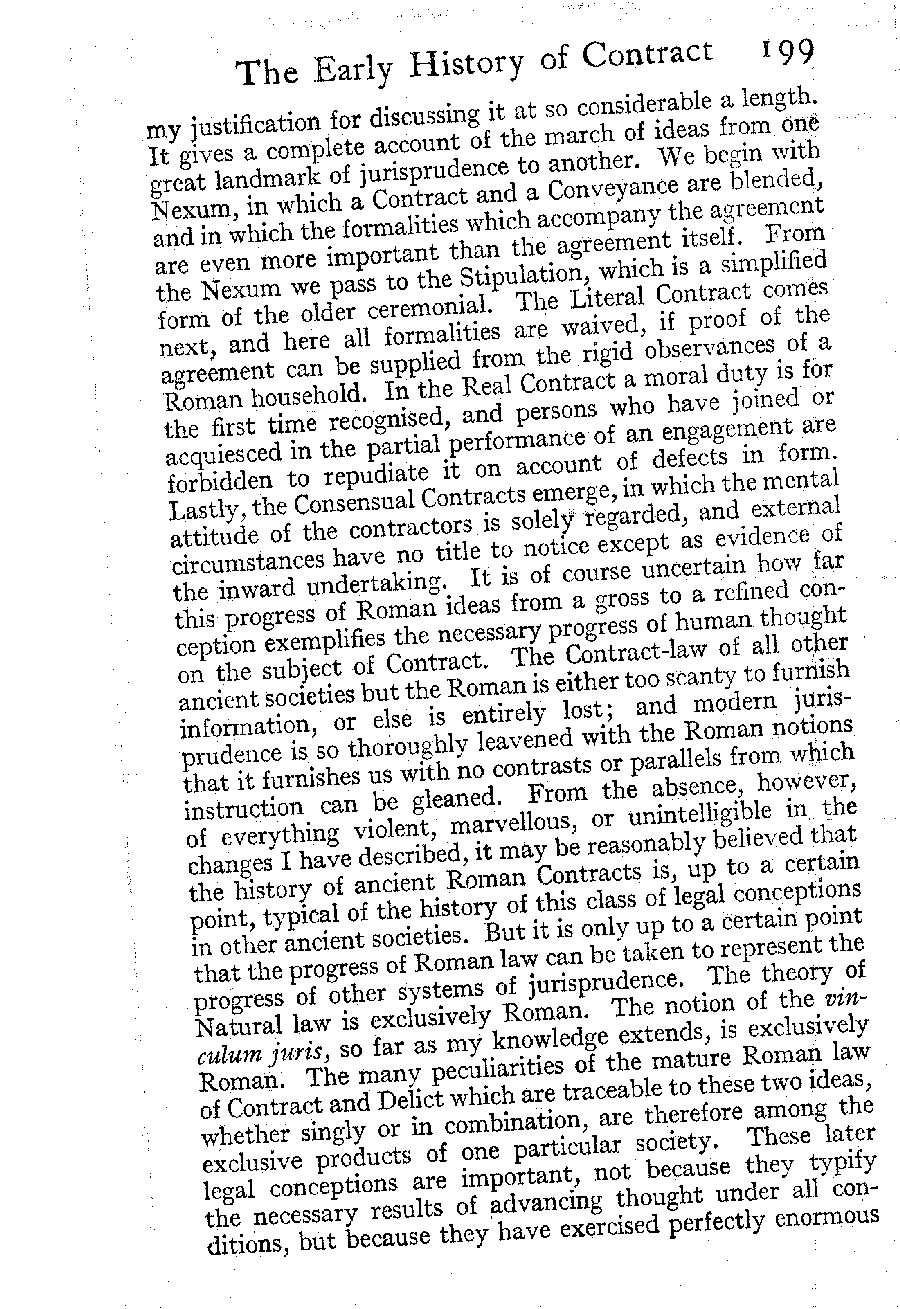 The Early History of Contract 199
my justification for discussing it at so considerable a length.
It gives a complete account of the march of ideas from one
great landmark of jurisprudence to another. We begin with
Nexum, in which a Contract and a Conveyance are blended,
and in which the formalities which accompany the agreement
are even more important than the agreement itself. From
the Nexum we pass to the Stipulation, which is a simplified
form of the older ceremonial. The Literal Contract comes
next, and here all formalities are waived, if proof of the
agreement can be supplied from the rigid observances of a
Roman household. In the Real Contract a moral duty is for
the first time recognised, and persons who have joined or
acquiesced in the partial performance of an engagement are
forbidden to repudiate it on account of defects in form.
Lastly, the Consensual Contracts emerge, in which the mental
attitude of the contractors is solely regarded, and external
circumstances have no title to notice except as evidence of
the inward undertaking. It is of course uncertain how far
this progress of Roman ideas from a gross to a refined con-
ception exemplifies the necessary progress of human thought
on the subject of Contract. The Contract-law of all other
ancient societies but the Roman is either too scanty to furnish
information, or else is entirely lost; and modern juris-
prudence is so thoroughly leavened with the Roman notions
that it furnishes us with no contrasts or parallels from which
instruction can be gleaned. From the absence, however,
of everything violent, marvellous, or unintelligible in the
changes I have described, it may be reasonably believed that
the history of ancient Roman Contracts is, up to a certain
point, typical of the history of this class of legal conceptions
in other ancient societies. But it is only up to a certain point
that the progress of Roman law can be taken to represent the
progress of other systems of jurisprudence. The theory of
Natural law is exclusively Roman. The notion of the vin-
culum juris, so far as my knowledge extends, is exclusively
Roman. The many peculiarities of the mature Roman law
of Contract and Delict which are traceable to these two ideas,
whether singly or in combination, are therefore among the
exclusive products of one particular society. These later
legal conceptions are important, not because they typify
the necessary results of advancing thought under all con-
ditions, but because they have exercised perfectly enormous